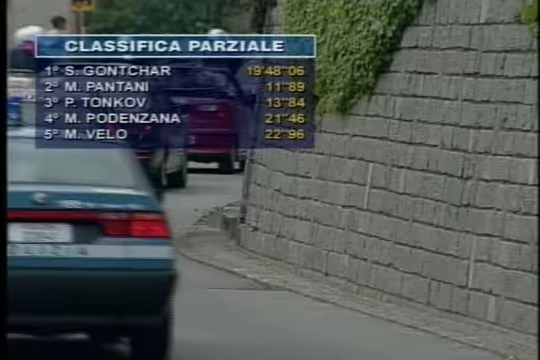 CLASSIFICA PARZIALE
1° S. GONTCHAR 19'48"06
2° M. PANTANI 11"89
3° P. TONKOV 13"84
4° M. PODENZANA 21"46
5° M. VELO 22"96
POLIZIA